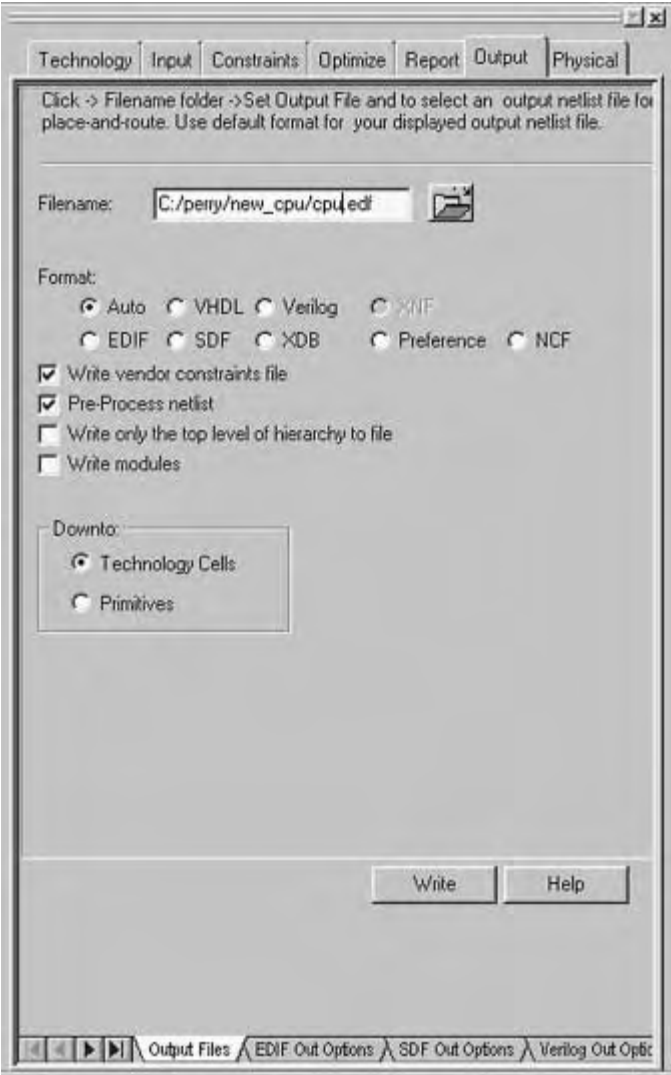 Technology Input Constraints Optimize Report Output Physical
Click -> Filename folder ->Set Output File and to select an output netlist file for
place-and-route. Use default format for your displayed output netlist file.
Filename: C:/perry/new_cpu/cpu.edf
Format:
Auto VHDL Verilog XNF
EDIF SDF XDB Preference NCF
Write vendor constraints file
Pre-Process netlist
Write only the top level of hierarchy to file
Write modules
Downto:
Technology Cells
Primitives
Write Help
Output Files EDIF Out Options SDF Out Options Verilog Out Optic